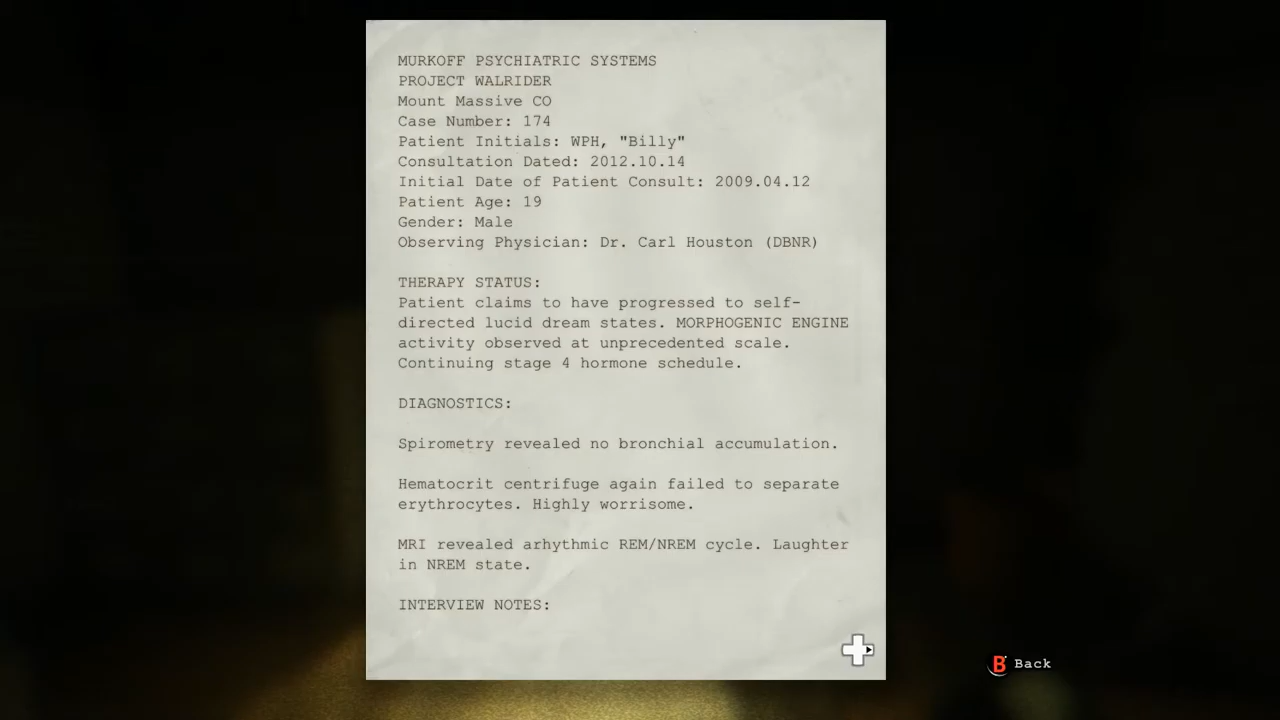 MURKOFF PSYCHIATRIC SYSTEMS
PROJECT WALRIDER
Mount Massive CO
Case Number: 174
Patient Initials: WPH, "Billy"
Consultation Dated: 2012.10.14
Initial Date of Patient Consult: 2009.04.12
Patient Age: 19
Gender: Male
Observing Physician: Dr. Carl Houston (DBNR)
THERAPY STATUS:
Patient claims to have progressed to self-
directed lucid dream states. MORPHOGENIC ENGINE
activity observed at unprecedented scale.
Continuing stage 4 hormone schedule.
DIAGNOSTICS:
Spirometry revealed no bronchial accumulation.
Hematocrit centrifuge again failed to separate
erythrocytes. Highly worrisome.
MRI revealed arhythmic REM/NREM cycle. Laughter
in NREM state.
INTERVIEW NOTES:
B Back